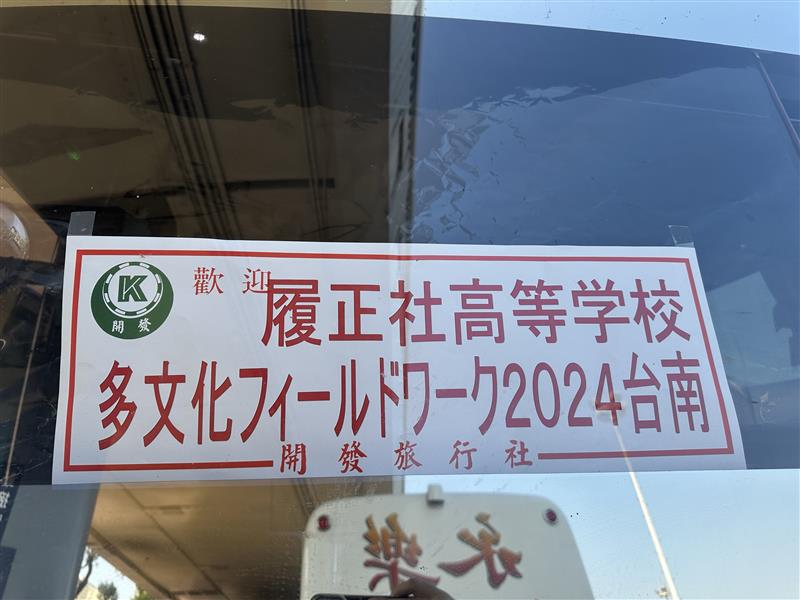 K
開發
歡迎
履正社高等学校
多文化フィールドワーク2024台南
開發旅行社